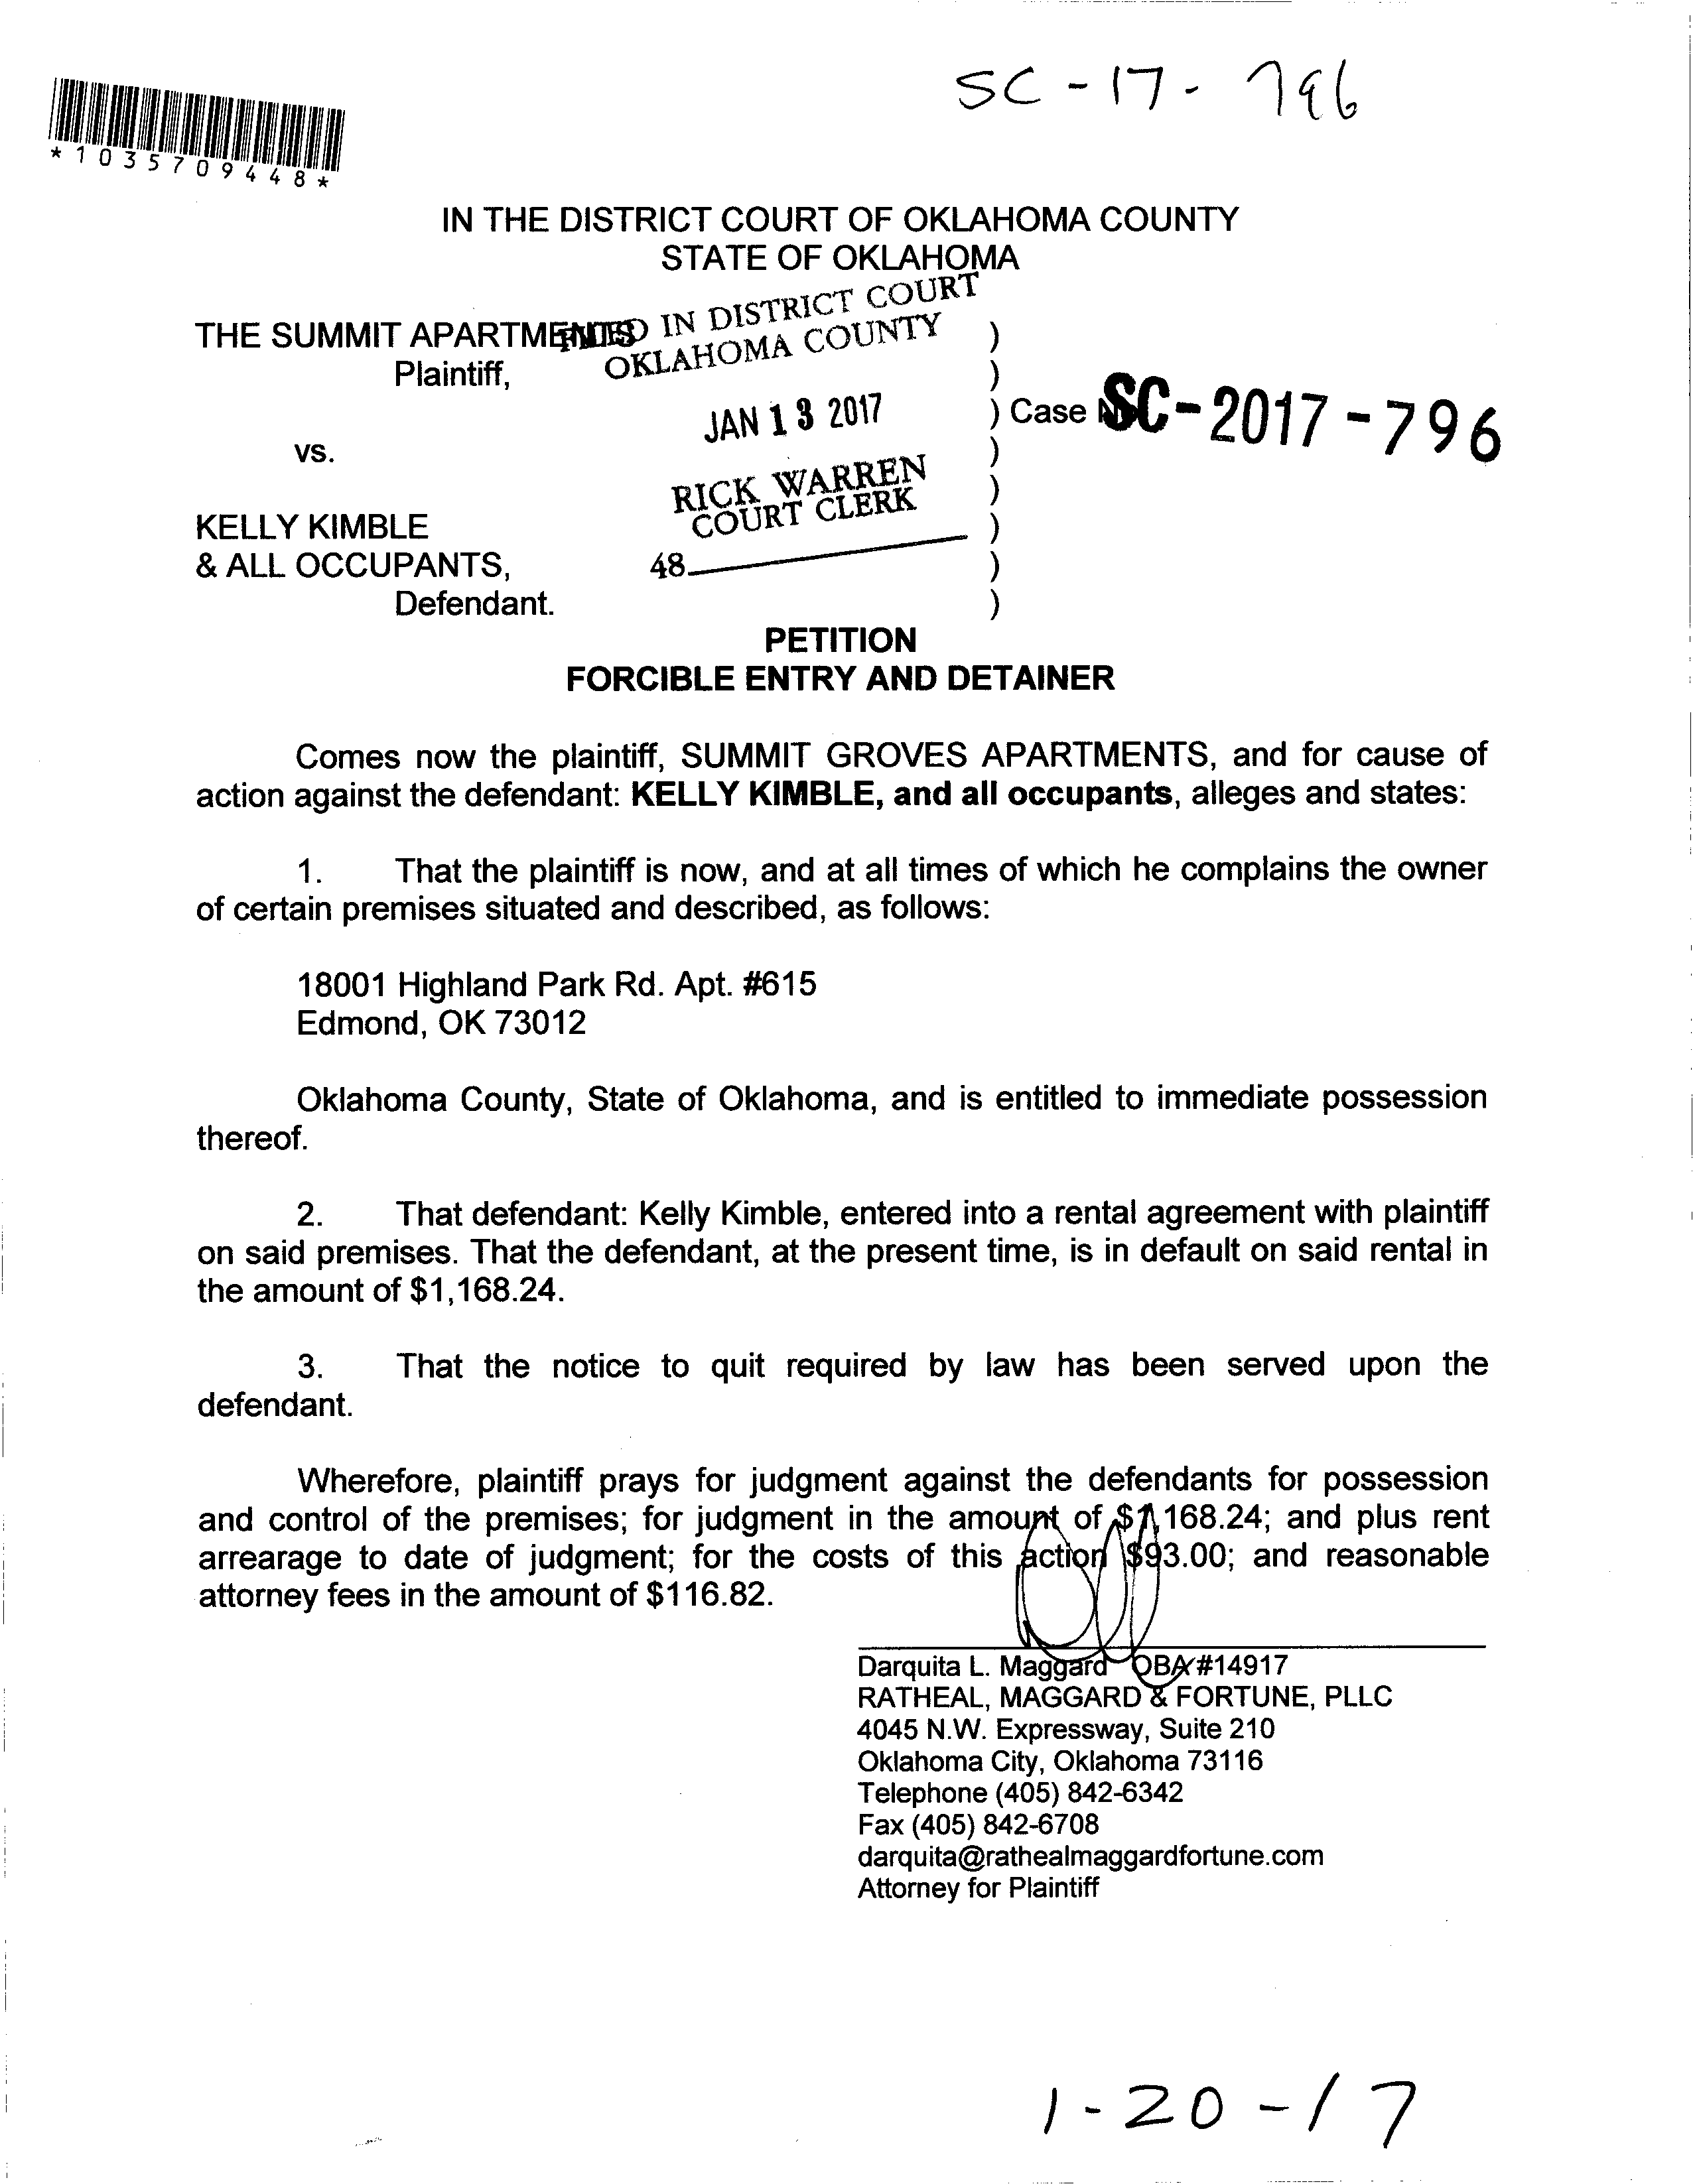 SC-17-796
*1035709448*
IN THE DISTRICT COURT OF OKLAHOMA COUNTY
STATE OF OKLAHOMA
THE SUMMIT APARTMENTS
Plaintiff,
FILED IN DISTRICT COURT
OKLAHOMA COUNTY
JAN 13 2017
RICK WARREN
COURT CLERK
48
)
)
) Case No. SC-2017-796
)
)
)
)
)
vs.
KELLY KIMBLE
& ALL OCCUPANTS,
Defendant.
PETITION
FORCIBLE ENTRY AND DETAINER
Comes now the plaintiff, SUMMIT GROVES APARTMENTS, and for cause of
action against the defendant: KELLY KIMBLE, and all occupants, alleges and states:
1. That the plaintiff is now, and at all times of which he complains the owner
of certain premises situated and described, as follows:
18001 Highland Park Rd. Apt. #615
Edmond, OK 73012
Oklahoma County, State of Oklahoma, and is entitled to immediate possession
thereof.
2. That defendant: Kelly Kimble, entered into a rental agreement with plaintiff
on said premises. That the defendant, at the present time, is in default on said rental in
the amount of $1,168.24.
3. That the notice to quit required by law has been served upon the
defendant.
Wherefore, plaintiff prays for judgment against the defendants for possession
and control of the premises; for judgment in the amount of $1,168.24; and plus rent
arrearage to date of judgment; for the costs of this action $93.00; and reasonable
attorney fees in the amount of $116.82.
Darquita L. Maggard OBA#14917
RATHEAL, MAGGARD & FORTUNE, PLLC
4045 N.W. Expressway, Suite 210
Oklahoma City, Oklahoma 73116
Telephone (405) 842-6342
Fax (405) 842-6708
darquita@rathealmaggardfortune.com
Attorney for Plaintiff
1-20-17